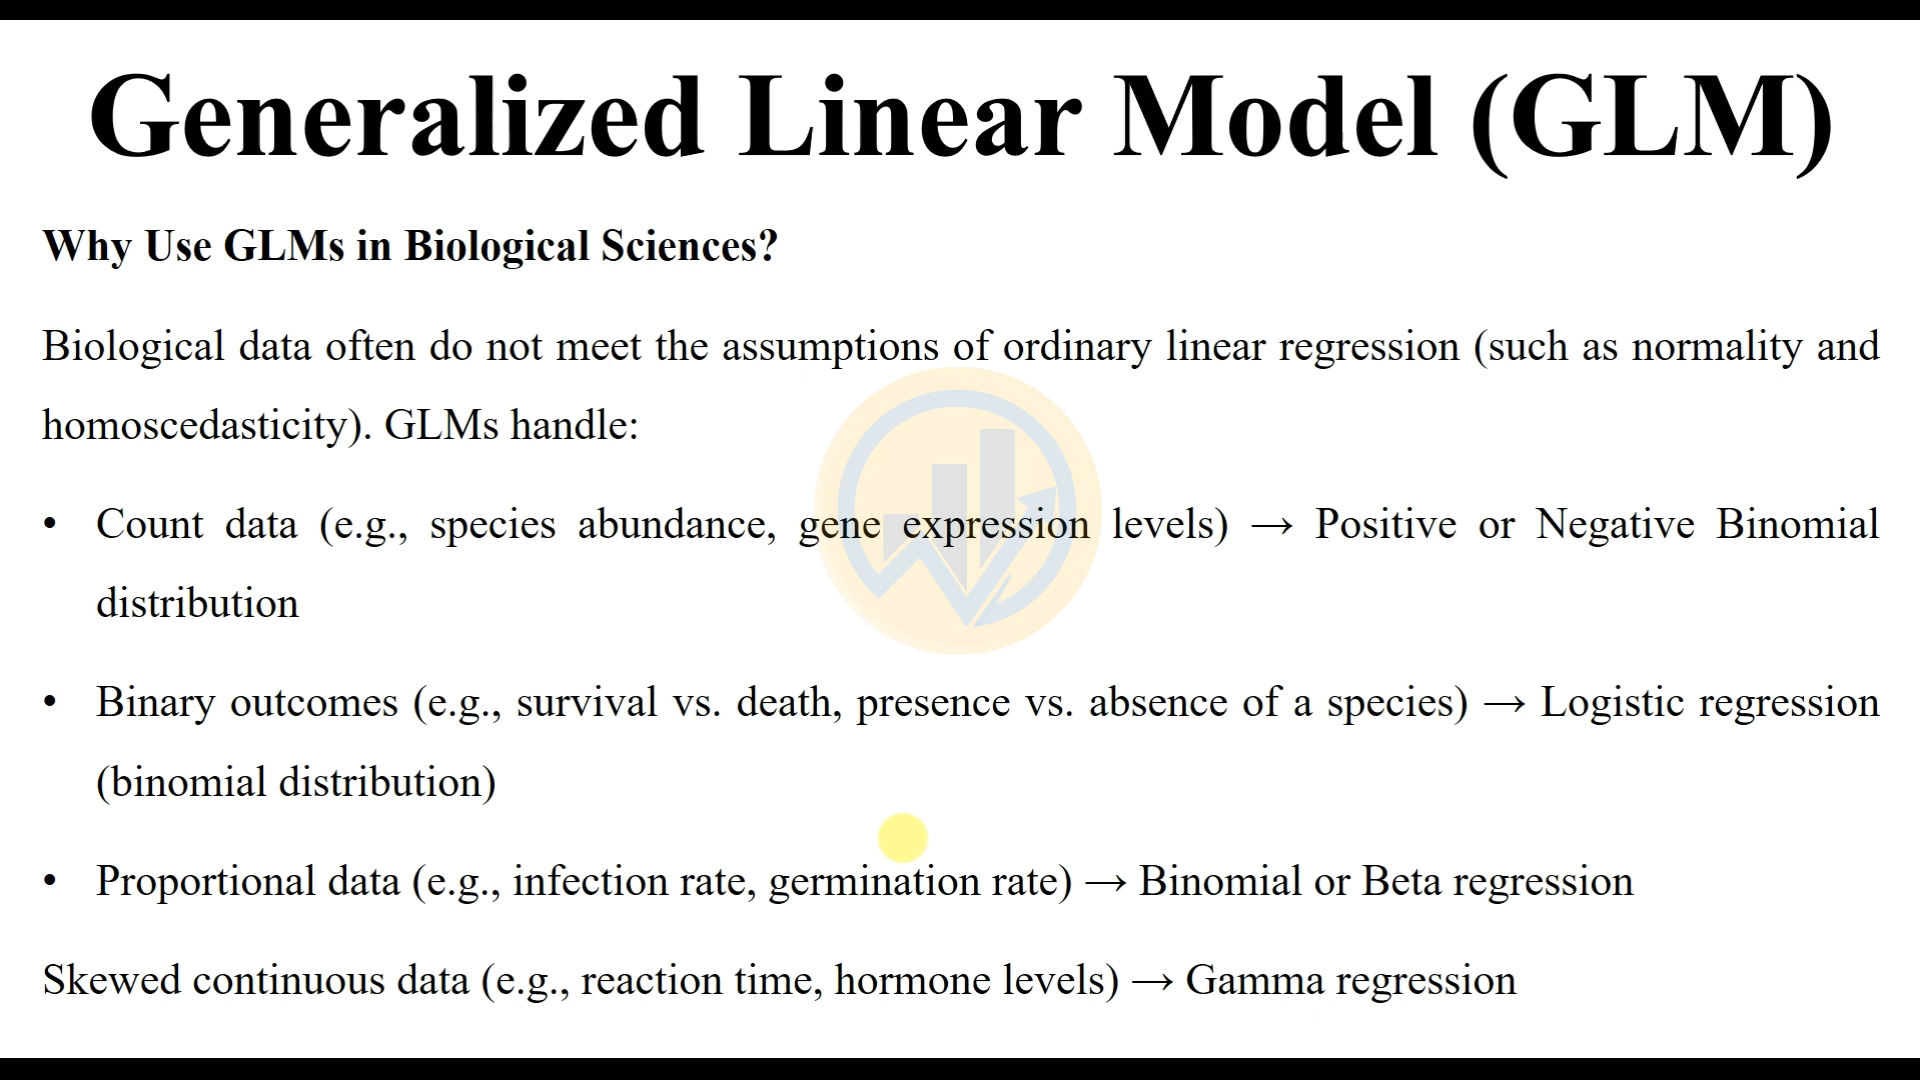 Generalized Linear Model (GLM)
Why Use GLMs in Biological Sciences?
Biological data often do not meet the assumptions of ordinary linear regression (such as normality and
homoscedasticity). GLMs handle:
• Count data (e.g., species abundance, gene expression levels) → Positive or Negative Binomial
distribution
• Binary outcomes (e.g., survival vs. death, presence vs. absence of a species) → Logistic regression
(binomial distribution)
• Proportional data (e.g., infection rate, germination rate) → Binomial or Beta regression
Skewed continuous data (e.g., reaction time, hormone levels) → Gamma regression